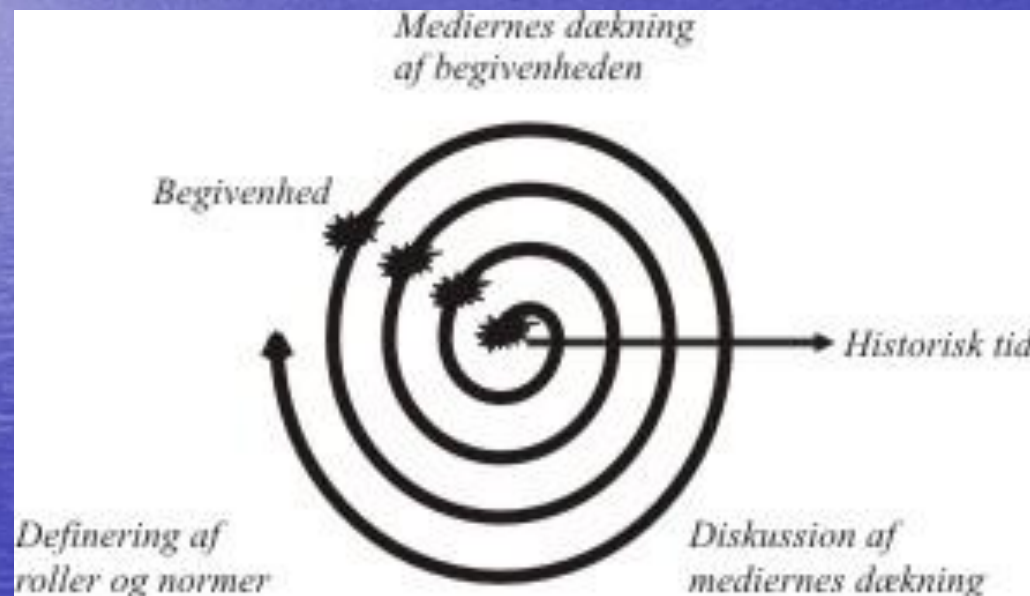 Mediernes dækning
af begivenheden
Begivenhed
Historisk tid
Definering af
roller og normer
Diskussion af
mediernes dækning